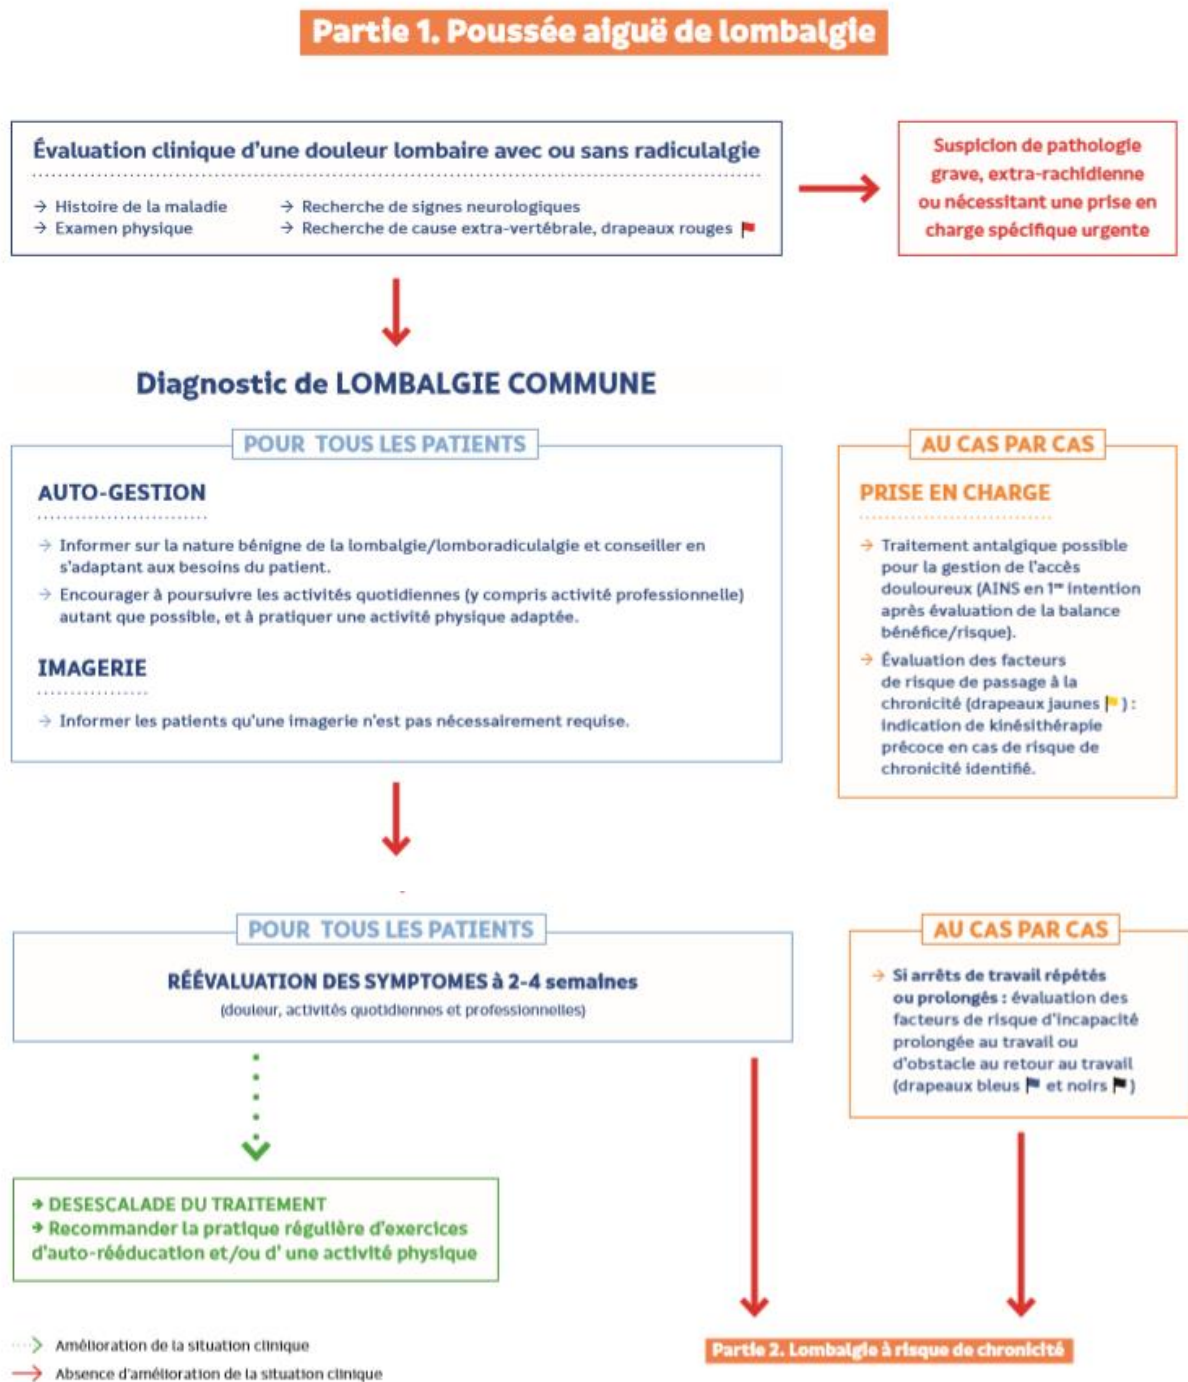 Partie 1. Poussée aiguë de lombalgie
Évaluation clinique d'une douleur lombaire avec ou sans radiculalgie
→ Histoire de la maladie
→ Examen physique
→ Recherche de signes neurologiques
→ Recherche de cause extra-vertébrale, drapeaux rouges
Suspicion de pathologie
grave, extra-rachidienne
ou nécessitant une prise en
charge spécifique urgente
Diagnostic de LOMBALGIE COMMUNE
POUR TOUS LES PATIENTS
AUTO-GESTION
→ Informer sur la nature bénigne de la lombalgie/lomboradiculalgie et conseiller en
s'adaptant aux besoins du patient.
→ Encourager à poursuivre les activités quotidiennes (y compris activité professionnelle)
autant que possible, et à pratiquer une activité physique adaptée.
IMAGERIE
→ Informer les patients qu'une imagerie n'est pas nécessairement requise.
AU CAS PAR CAS
PRISE EN CHARGE
→ Traitement antalgique possible
pour la gestion de l'accès
douloureux (AINS en 1re intention
après évaluation de la balance
bénéfice/risque).
→ Évaluation des facteurs
de risque de passage à la
chronicité (drapeaux jaunes ) :
indication de kinésithérapie
précoce en cas de risque de
chronicité identifié.
POUR TOUS LES PATIENTS
RÉÉVALUATION DES SYMPTOMES à 2-4 semaines
(douleur, activités quotidiennes et professionnelles)
AU CAS PAR CAS
→ Si arrêts de travail répétés
ou prolongés : évaluation des
facteurs de risque d'incapacité
prolongée au travail ou
d'obstacle au retour au travail
(drapeaux bleus et noirs )
→ DESESCALADE DU TRAITEMENT
→ Recommander la pratique régulière d'exercices
d'auto-rééducation et/ou d' une activité physique
Amélioration de la situation clinique
Absence d'amélioration de la situation clinique
Partie 2. Lombalgie à risque de chronicité